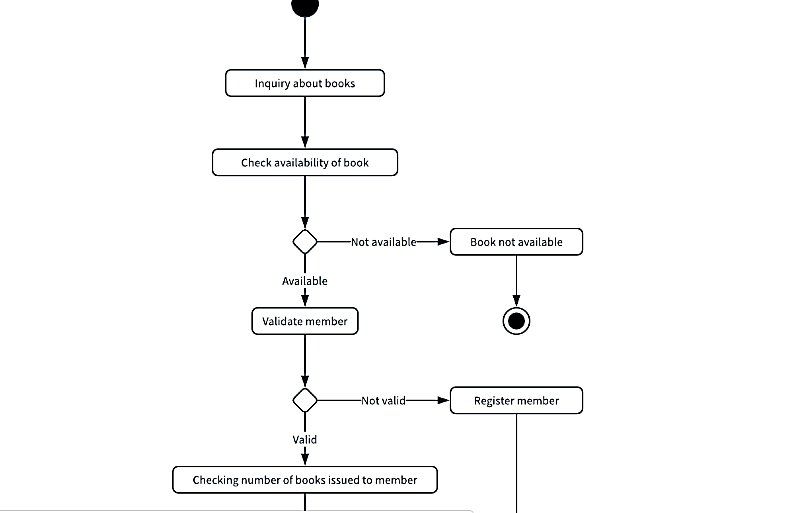 Inquiry about books
Check availability of book
Not available
Book not available
Available
Validate member
Not valid
Register member
Valid
Checking number of books issued to member